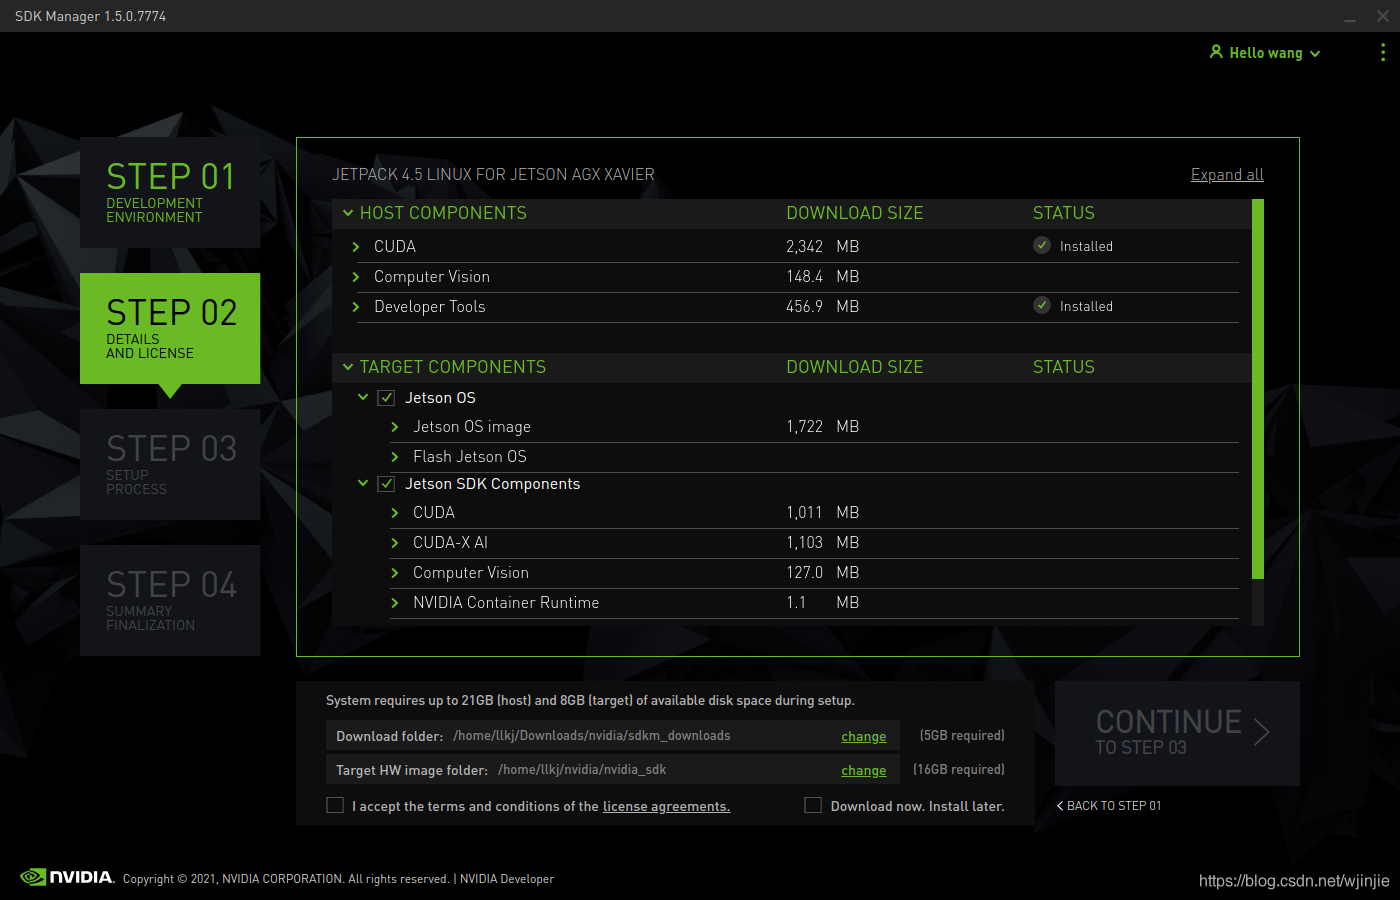 SDK Manager 1.5.0.7774
Hello wang
STEP 01
DEVELOPMENT
ENVIRONMENT
STEP 02
DETAILS
AND LICENSE
STEP 03
SETUP
PROCESS
STEP 04
SUMMARY
FINALIZATION
JETPACK 4.5 LINUX FOR JETSON AGX XAVIER Expand all
HOST COMPONENTS DOWNLOAD SIZE STATUS
CUDA 2,342 MB Installed
Computer Vision 148.4 MB
Developer Tools 456.9 MB Installed
TARGET COMPONENTS DOWNLOAD SIZE STATUS
Jetson OS
Jetson OS image 1,722 MB
Flash Jetson OS
Jetson SDK Components
CUDA 1,011 MB
CUDA-X AI 1,103 MB
Computer Vision 127.0 MB
NVIDIA Container Runtime 1.1 MB
System requires up to 21GB (host) and 8GB (target) of available disk space during setup.
Download folder: /home/llkj/Downloads/nvidia/sdkm_downloads change (5GB required)
Target HW image folder: /home/llkj/nvidia/nvidia_sdk change (16GB required)
I accept the terms and conditions of the license agreements. Download now. Install later.
CONTINUE
TO STEP 03
BACK TO STEP 01
NVIDIA. Copyright © 2021, NVIDIA CORPORATION. All rights reserved. | NVIDIA Developer
https://blog.csdn.net/wjinjie